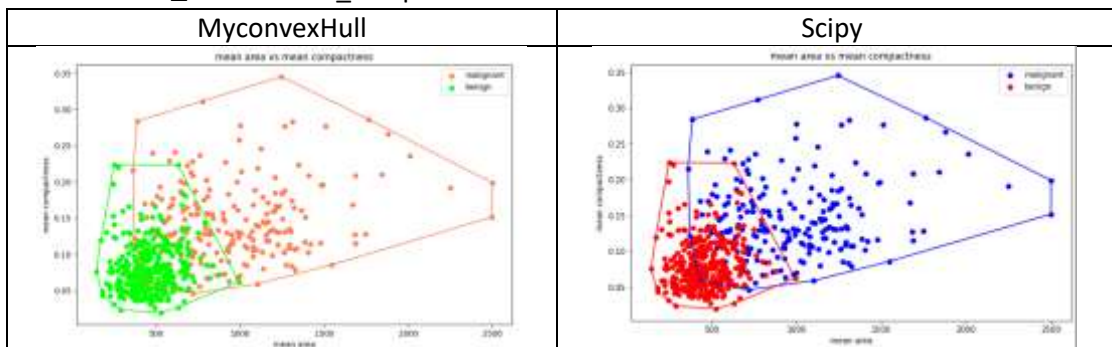 MyconvexHull
Scipy
mean area vs mean compactness
malignant
benign
0.35
0.30
0.25
0.20
0.15
0.10
0.05
mean compactness
500
1000
1500
2000
2500
mean area
mean area vs mean compactness
malignant
benign
0.35
0.30
0.25
0.20
0.15
0.10
0.05
mean compactness
500
1000
1500
2000
2500
mean area